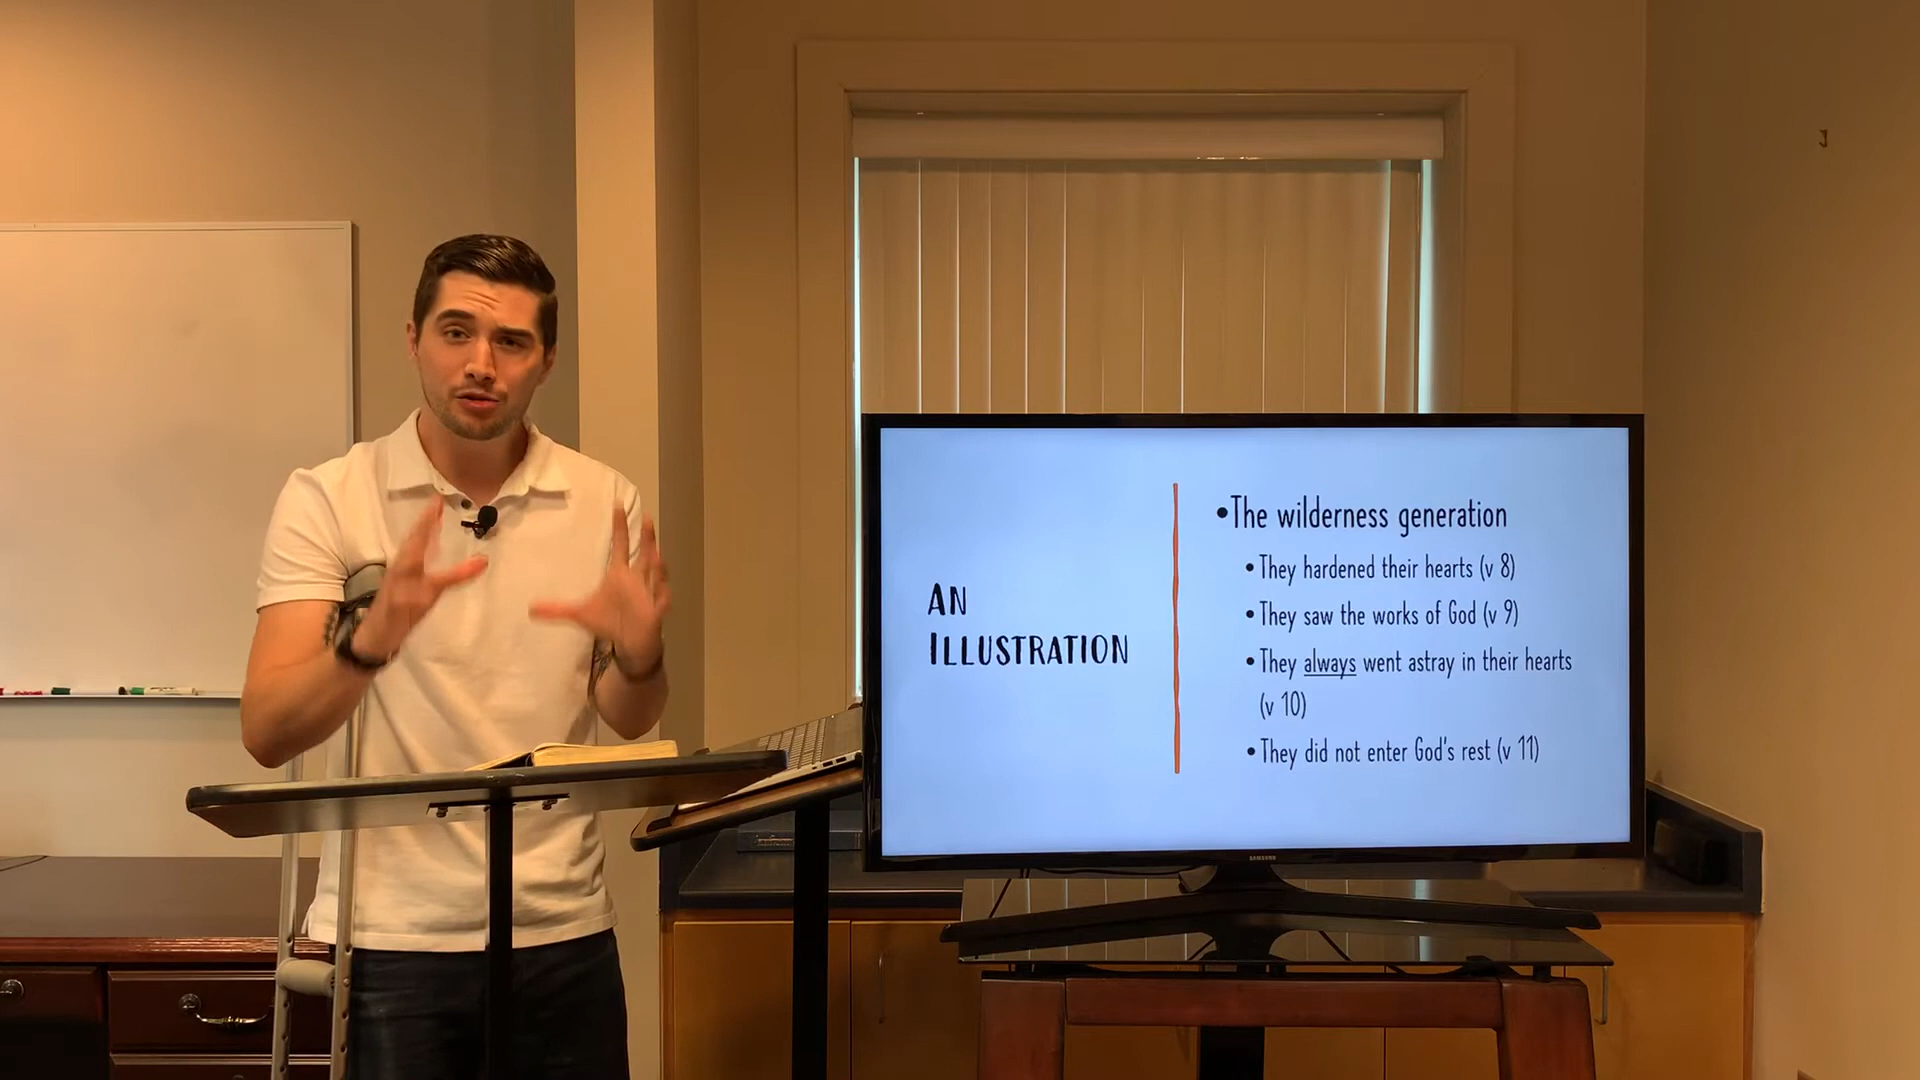 AN
ILLUSTRATION
•The wilderness generation
•They hardened their hearts (v 8)
•They saw the works of God (v 9)
•They always went astray in their hearts
(v 10)
•They did not enter God's rest (v 11)
SAMSUNG